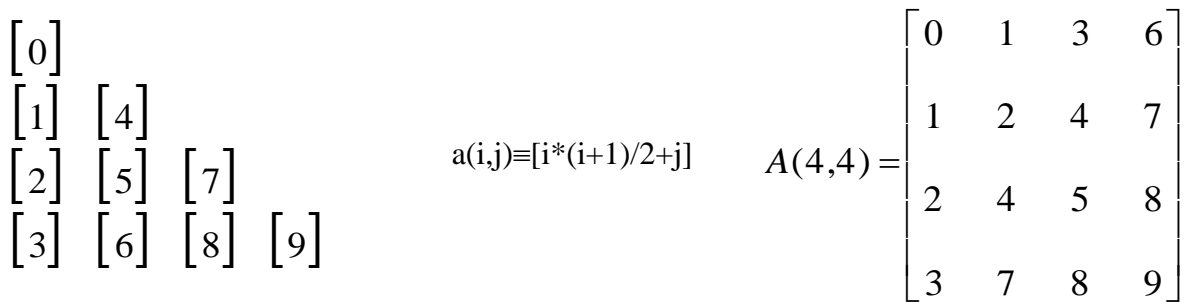 [0]
[1] [4]
[2] [5] [7]
[3] [6] [8] [9]
a(i,j)≡[i*(i+1)/2+j]
A(4,4) =
0 1 3 6
1 2 4 7
2 4 5 8
3 7 8 9